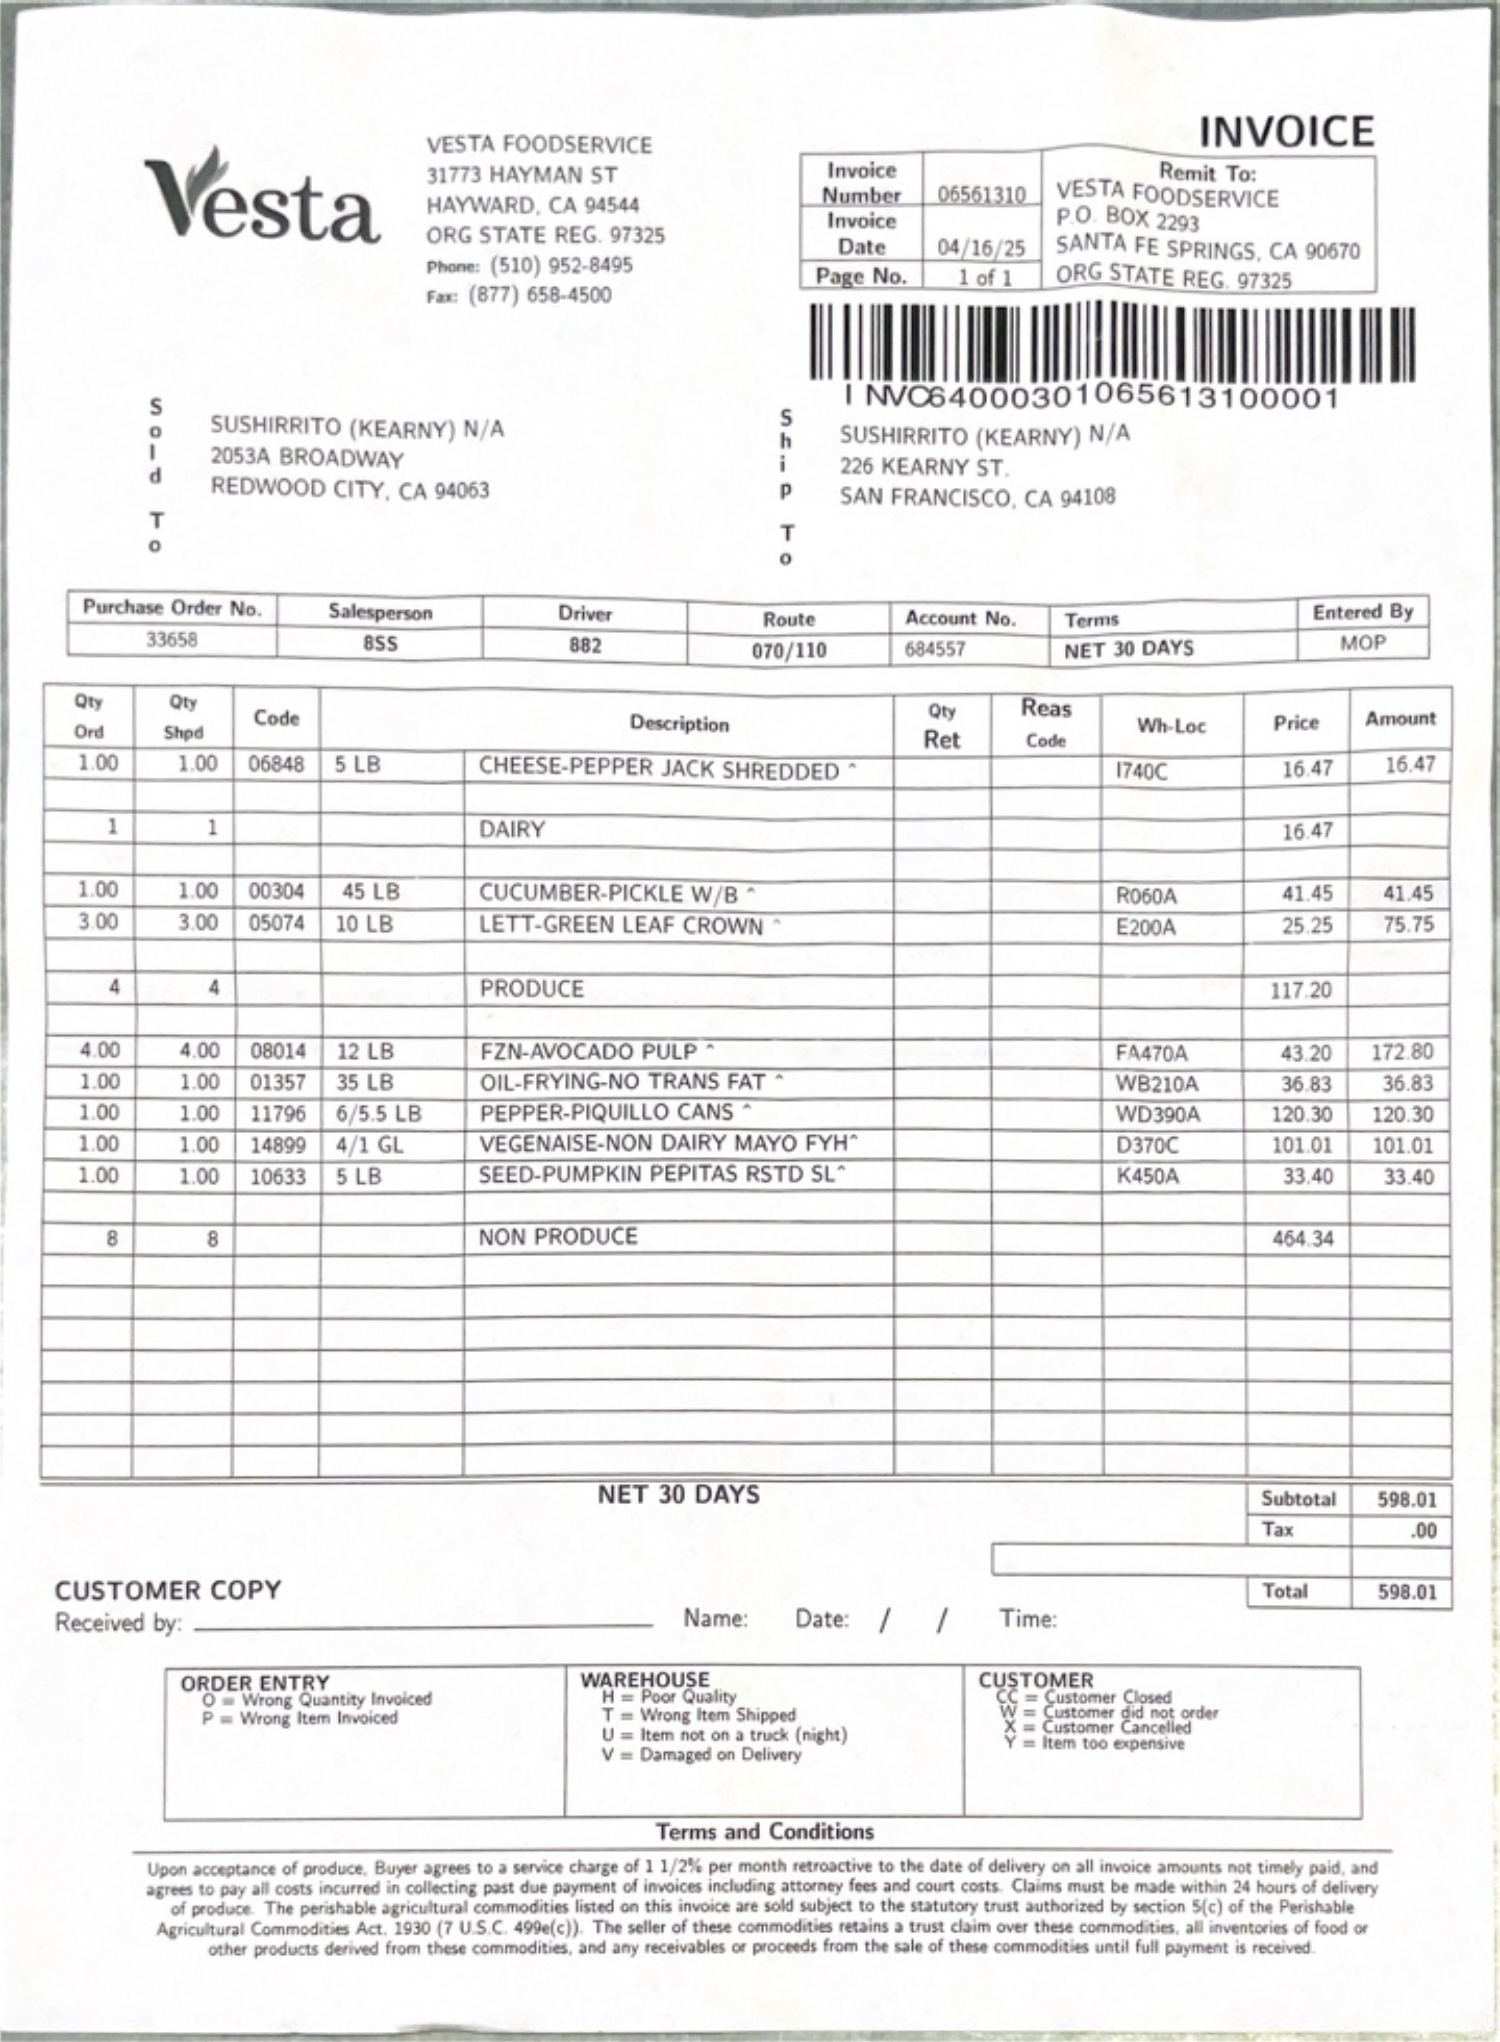 INVOICE
Vesta
VESTA FOODSERVICE
31773 HAYMAN ST
HAYWARD, CA 94544
ORG STATE REG. 97325
Phone: (510) 952-8495
Fax: (877) 658-4500
Invoice Number 06561310
Invoice Date 04/16/25
Page No. 1 of 1
Remit To:
VESTA FOODSERVICE
P.O. BOX 2293
SANTA FE SPRINGS, CA 90670
ORG STATE REG. 97325
INVC64000301065613100001
Sold To
SUSHIRRITO (KEARNY) N/A
2053A BROADWAY
REDWOOD CITY, CA 94063
Ship To
SUSHIRRITO (KEARNY) N/A
226 KEARNY ST.
SAN FRANCISCO, CA 94108
Purchase Order No. Salesperson Driver Route Account No. Terms Entered By
33658 8SS 882 070/110 684557 NET 30 DAYS MOP
Qty Ord Qty Shpd Code Description Qty Ret Reas Code Wh-Loc Price Amount
1.00 1.00 06848 5 LB CHEESE-PEPPER JACK SHREDDED ^ I740C 16.47 16.47
1 1 DAIRY 16.47
1.00 1.00 00304 45 LB CUCUMBER-PICKLE W/B ^ R060A 41.45 41.45
3.00 3.00 05074 10 LB LETT-GREEN LEAF CROWN ^ E200A 25.25 75.75
4 4 PRODUCE 117.20
4.00 4.00 08014 12 LB FZN-AVOCADO PULP ^ FA470A 43.20 172.80
1.00 1.00 01357 35 LB OIL-FRYING-NO TRANS FAT ^ WB210A 36.83 36.83
1.00 1.00 11796 6/5.5 LB PEPPER-PIQUILLO CANS ^ WD390A 120.30 120.30
1.00 1.00 14899 4/1 GL VEGENAISE-NON DAIRY MAYO FYH^ D370C 101.01 101.01
1.00 1.00 10633 5 LB SEED-PUMPKIN PEPITAS RSTD SL^ K450A 33.40 33.40
8 8 NON PRODUCE 464.34
NET 30 DAYS
Subtotal 598.01
Tax .00
Total 598.01
CUSTOMER COPY
Received by: Name: Date: / / Time:
ORDER ENTRY
O = Wrong Quantity Invoiced
P = Wrong Item Invoiced
WAREHOUSE
H = Poor Quality
T = Wrong Item Shipped
U = Item not on a truck (night)
V = Damaged on Delivery
CUSTOMER
CC = Customer Closed
W = Customer did not order
X = Customer Cancelled
Y = Item too expensive
Terms and Conditions
Upon acceptance of produce, Buyer agrees to a service charge of 1 1/2% per month retroactive to the date of delivery on all invoice amounts not timely paid, and
agrees to pay all costs incurred in collecting past due payment of invoices including attorney fees and court costs. Claims must be made within 24 hours of delivery
of produce. The perishable agricultural commodities listed on this invoice are sold subject to the statutory trust authorized by section 5(c) of the Perishable
Agricultural Commodities Act, 1930 (7 U.S.C. 499e(c)). The seller of these commodities retains a trust claim over these commodities, all inventories of food or
other products derived from these commodities, and any receivables or proceeds from the sale of these commodities until full payment is received.